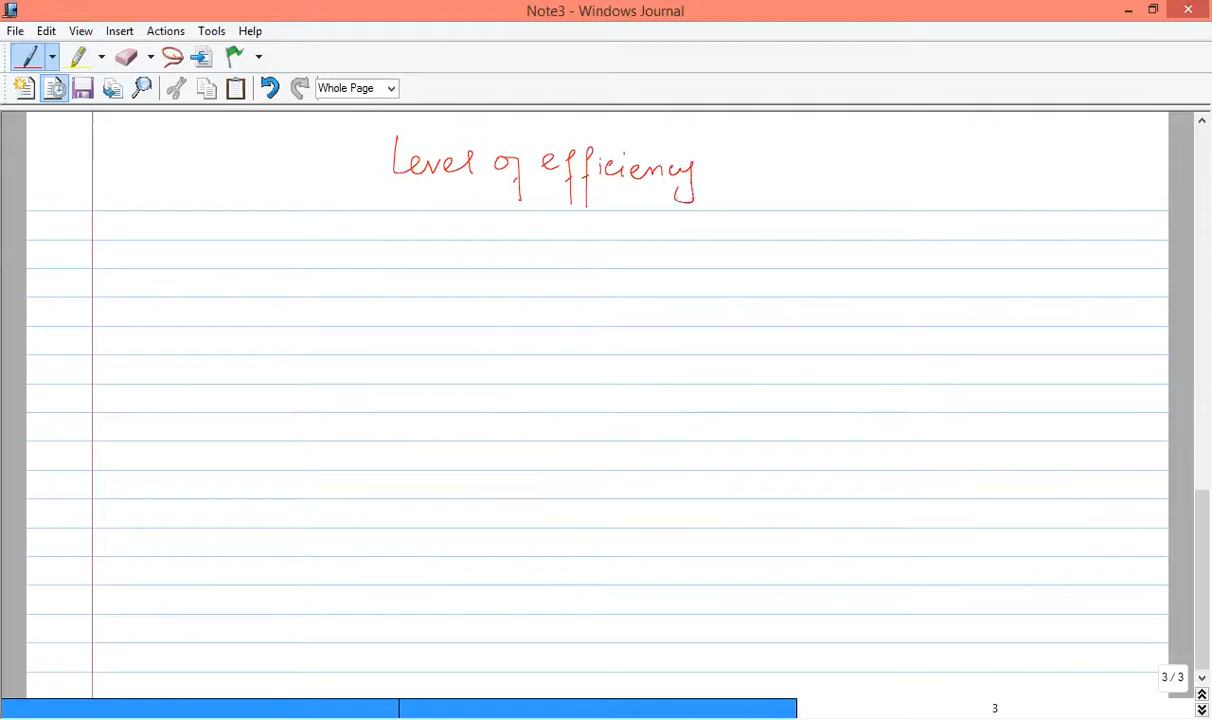 Note3 - Windows Journal
File Edit View Insert Actions Tools Help
Whole Page
Level of efficiency
3 / 3
3